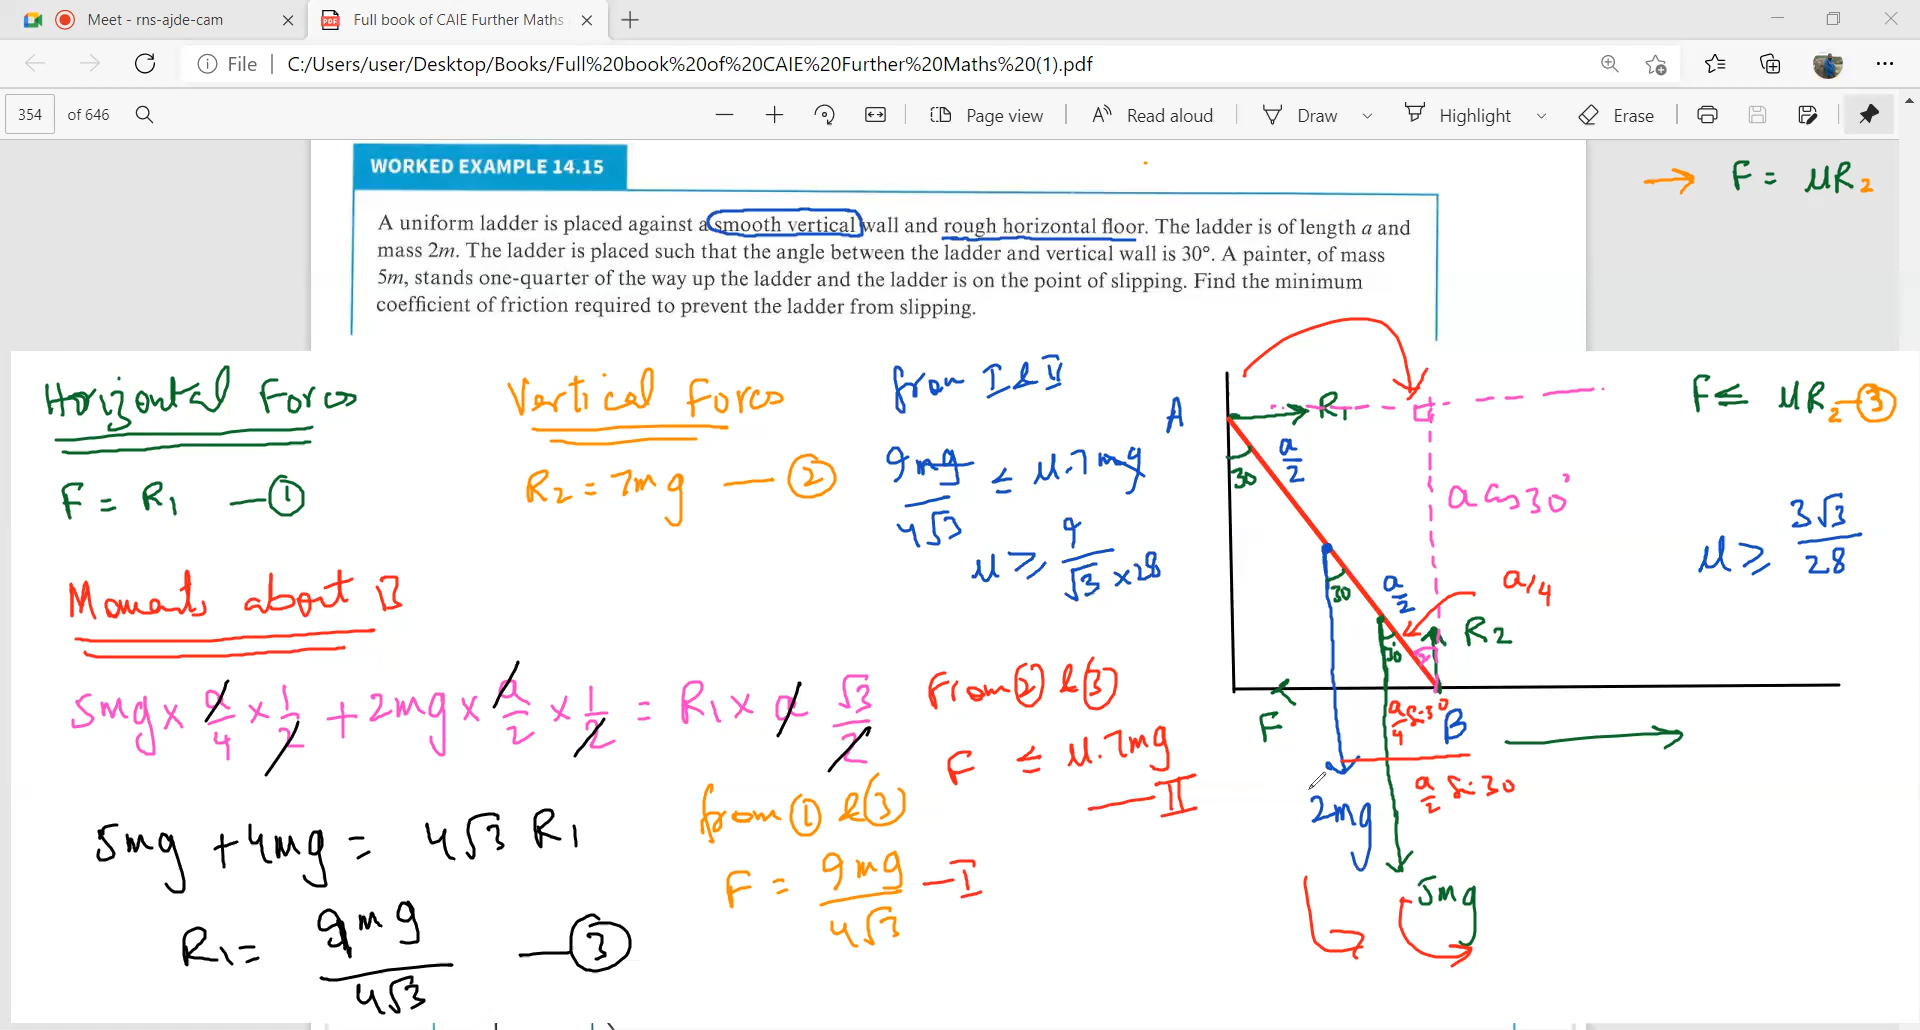 Meet - rns-ajde-cam
Full book of CAIE Further Maths
File
C:/Users/user/Desktop/Books/Full%20book%20of%20CAIE%20Further%20Maths%20(1).pdf
354 of 646
Page view
Read aloud
Draw
Highlight
Erase
WORKED EXAMPLE 14.15
A uniform ladder is placed against a smooth vertical wall and rough horizontal floor. The ladder is of length a and
mass 2m. The ladder is placed such that the angle between the ladder and vertical wall is 30°. A painter, of mass
5m, stands one-quarter of the way up the ladder and the ladder is on the point of slipping. Find the minimum
coefficient of friction required to prevent the ladder from slipping.
→ F = μR2
Horizontal Forces
F = R1 — ①
Moments about B
5mg × a/4 × 1/2 + 2mg × a/2 × 1/2 = R1 × a √3/2
5mg + 4mg = 4√3 R1
R1 = 9mg/4√3 — ③
Vertical Forces
R2 = 7mg — ②
from I & II
9mg/4√3 ≤ μ.7mg
μ ≥ 9/√3 × 28
From ② & ③
F ≤ μ.7mg — II
from ① & ③
F = 9mg/4√3 — I
A
R1
a/2
30
a cos 30°
30
a/2
a/4
30
R2
F
a/4 sin 30
B
a/2 sin 30
2mg
5mg
F ≤ μR2 — ③
μ ≥ 3√3/28